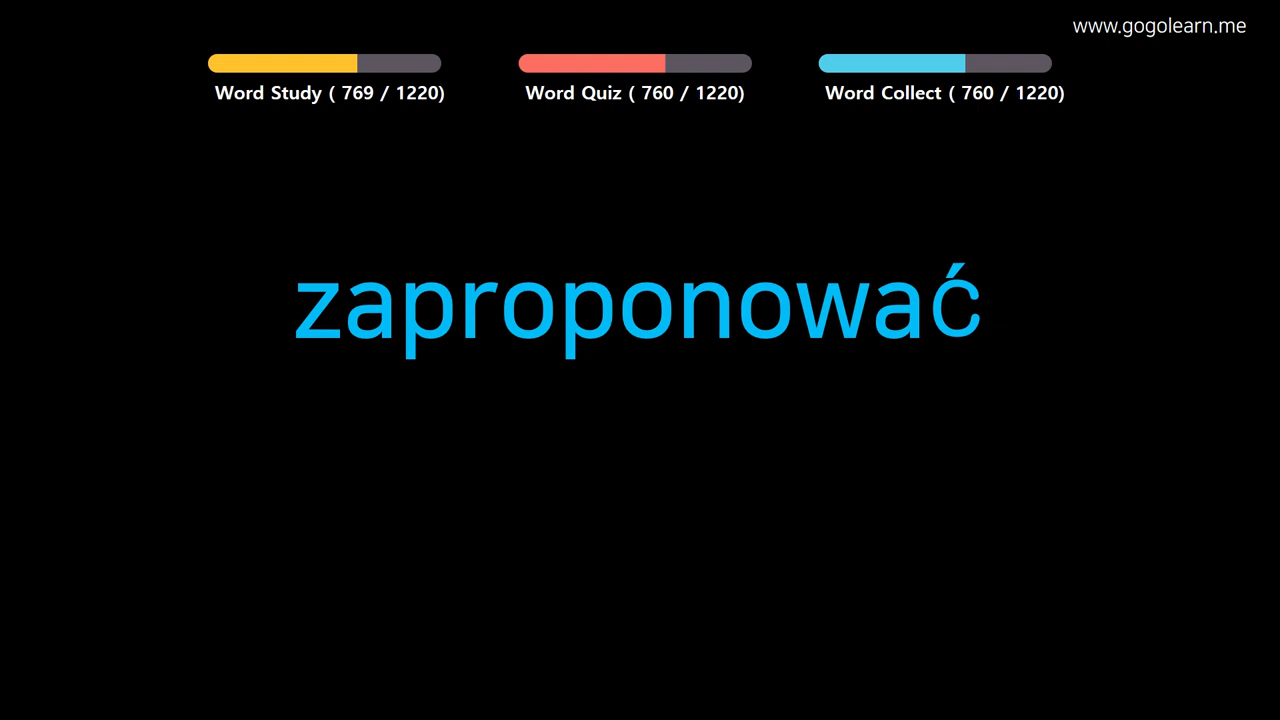 www.gogolearn.me
Word Study ( 769 / 1220)
Word Quiz ( 760 / 1220)
Word Collect ( 760 / 1220)
zaproponować